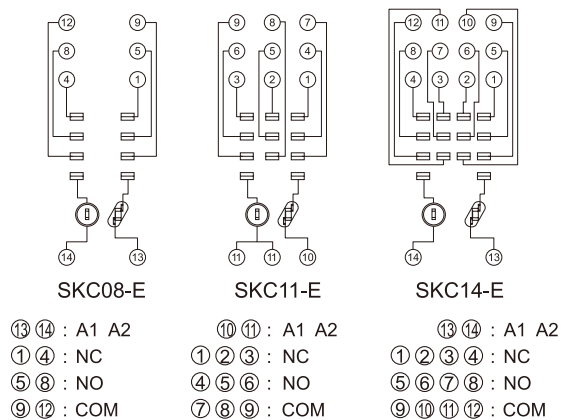 ⑫ ⑨ ⑨ ⑧ ⑦ ⑫ ⑪ ⑩ ⑨
⑧ ⑤ ⑥ ⑤ ④ ⑧ ⑦ ⑥ ⑤
④ ① ③ ② ① ④ ③ ② ①
⑭ ⑬ ⑪ ⑪ ⑩ ⑭ ⑬
SKC08-E SKC11-E SKC14-E
⑬ ⑭ : A1 A2
① ④ : NC
⑤ ⑧ : NO
⑨ ⑫ : COM
⑩ ⑪ : A1 A2
① ② ③ : NC
④ ⑤ ⑥ : NO
⑦ ⑧ ⑨ : COM
⑬ ⑭ : A1 A2
① ② ③ ④ : NC
⑤ ⑥ ⑦ ⑧ : NO
⑨ ⑩ ⑪ ⑫ : COM